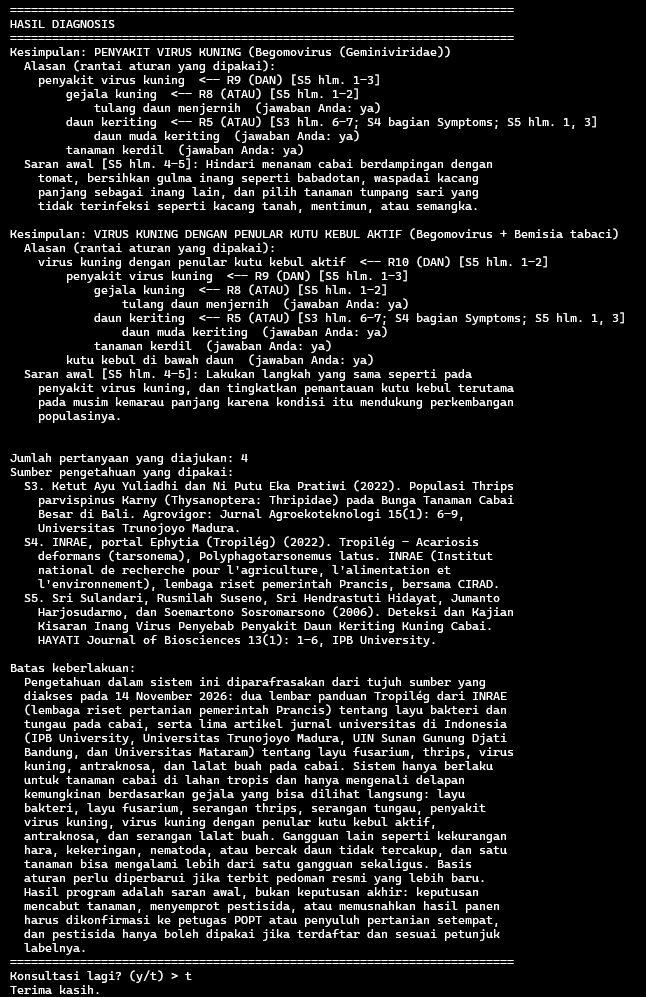 ======================================================================
HASIL DIAGNOSIS
======================================================================
Kesimpulan: PENYAKIT VIRUS KUNING (Begomovirus (Geminiviridae))
  Alasan (rantai aturan yang dipakai):
    penyakit virus kuning  <-- R9 (DAN) [S5 hlm. 1-3]
        gejala kuning  <-- R8 (ATAU) [S5 hlm. 1-2]
            tulang daun menjernih  (jawaban Anda: ya)
        daun keriting  <-- R5 (ATAU) [S3 hlm. 6-7; S4 bagian Symptoms; S5 hlm. 1, 3]
            daun muda keriting  (jawaban Anda: ya)
        tanaman kerdil  (jawaban Anda: ya)
  Saran awal [S5 hlm. 4-5]: Hindari menanam cabai berdampingan dengan
    tomat, bersihkan gulma inang seperti babadotan, waspadai kacang
    panjang sebagai inang lain, dan pilih tanaman tumpang sari yang
    tidak terinfeksi seperti kacang tanah, mentimun, atau semangka.

Kesimpulan: VIRUS KUNING DENGAN PENULAR KUTU KEBUL AKTIF (Begomovirus + Bemisia tabaci)
  Alasan (rantai aturan yang dipakai):
    virus kuning dengan penular kutu kebul aktif  <-- R10 (DAN) [S5 hlm. 1-2]
        penyakit virus kuning  <-- R9 (DAN) [S5 hlm. 1-3]
            gejala kuning  <-- R8 (ATAU) [S5 hlm. 1-2]
                tulang daun menjernih  (jawaban Anda: ya)
            daun keriting  <-- R5 (ATAU) [S3 hlm. 6-7; S4 bagian Symptoms; S5 hlm. 1, 3]
                daun muda keriting  (jawaban Anda: ya)
            tanaman kerdil  (jawaban Anda: ya)
        kutu kebul di bawah daun  (jawaban Anda: ya)
  Saran awal [S5 hlm. 4-5]: Lakukan langkah yang sama seperti pada
    penyakit virus kuning, dan tingkatkan pemantauan kutu kebul terutama
    pada musim kemarau panjang karena kondisi itu mendukung perkembangan
    populasinya.

Jumlah pertanyaan yang diajukan: 4
Sumber pengetahuan yang dipakai:
  S3. Ketut Ayu Yuliadhi dan Ni Putu Eka Pratiwi (2022). Populasi Thrips
    parvispinus Karny (Thysanoptera: Thripidae) pada Bunga Tanaman Cabai
    Besar di Bali. Agrovigor: Jurnal Agroekoteknologi 15(1): 6-9,
    Universitas Trunojoyo Madura.
  S4. INRAE, portal Ephytia (Tropilég) (2022). Tropilég - Acariosis
    deformans (tarsonema), Polyphagotarsonemus latus. INRAE (Institut
    national de recherche pour l'agriculture, l'alimentation et
    l'environnement), lembaga riset pemerintah Prancis, bersama CIRAD.
  S5. Sri Sulandari, Rusmilah Suseno, Sri Hendrastuti Hidayat, Jumanto
    Harjosudarmo, dan Soemartono Sosromarsono (2006). Deteksi dan Kajian
    Kisaran Inang Virus Penyebab Penyakit Daun Keriting Kuning Cabai.
    HAYATI Journal of Biosciences 13(1): 1-6, IPB University.

Batas keberlakuan:
  Pengetahuan dalam sistem ini diparafrasakan dari tujuh sumber yang
  diakses pada 14 November 2026: dua lembar panduan Tropilég dari INRAE
  (lembaga riset pertanian pemerintah Prancis) tentang layu bakteri dan
  tungau pada cabai, serta lima artikel jurnal universitas di Indonesia
  (IPB University, Universitas Trunojoyo Madura, UIN Sunan Gunung Djati
  Bandung, dan Universitas Mataram) tentang layu fusarium, thrips, virus
  kuning, antraknosa, dan lalat buah pada cabai. Sistem hanya berlaku
  untuk tanaman cabai di lahan tropis dan hanya mengenali delapan
  kemungkinan berdasarkan gejala yang bisa dilihat langsung: layu
  bakteri, layu fusarium, serangan thrips, serangan tungau, penyakit
  virus kuning, virus kuning dengan penular kutu kebul aktif,
  antraknosa, dan serangan lalat buah. Gangguan lain seperti kekurangan
  hara, kekeringan, nematoda, atau bercak daun tidak tercakup, dan satu
  tanaman bisa mengalami lebih dari satu gangguan sekaligus. Basis
  aturan perlu diperbarui jika terbit pedoman resmi yang lebih baru.
  Hasil program adalah saran awal, bukan keputusan akhir: keputusan
  mencabut tanaman, menyemprot pestisida, atau memusnahkan hasil panen
  harus dikonfirmasi ke petugas POPT atau penyuluh pertanian setempat,
  dan pestisida hanya boleh dipakai jika terdaftar dan sesuai petunjuk
  labelnya.
======================================================================
Konsultasi lagi? (y/t) > t
Terima kasih.